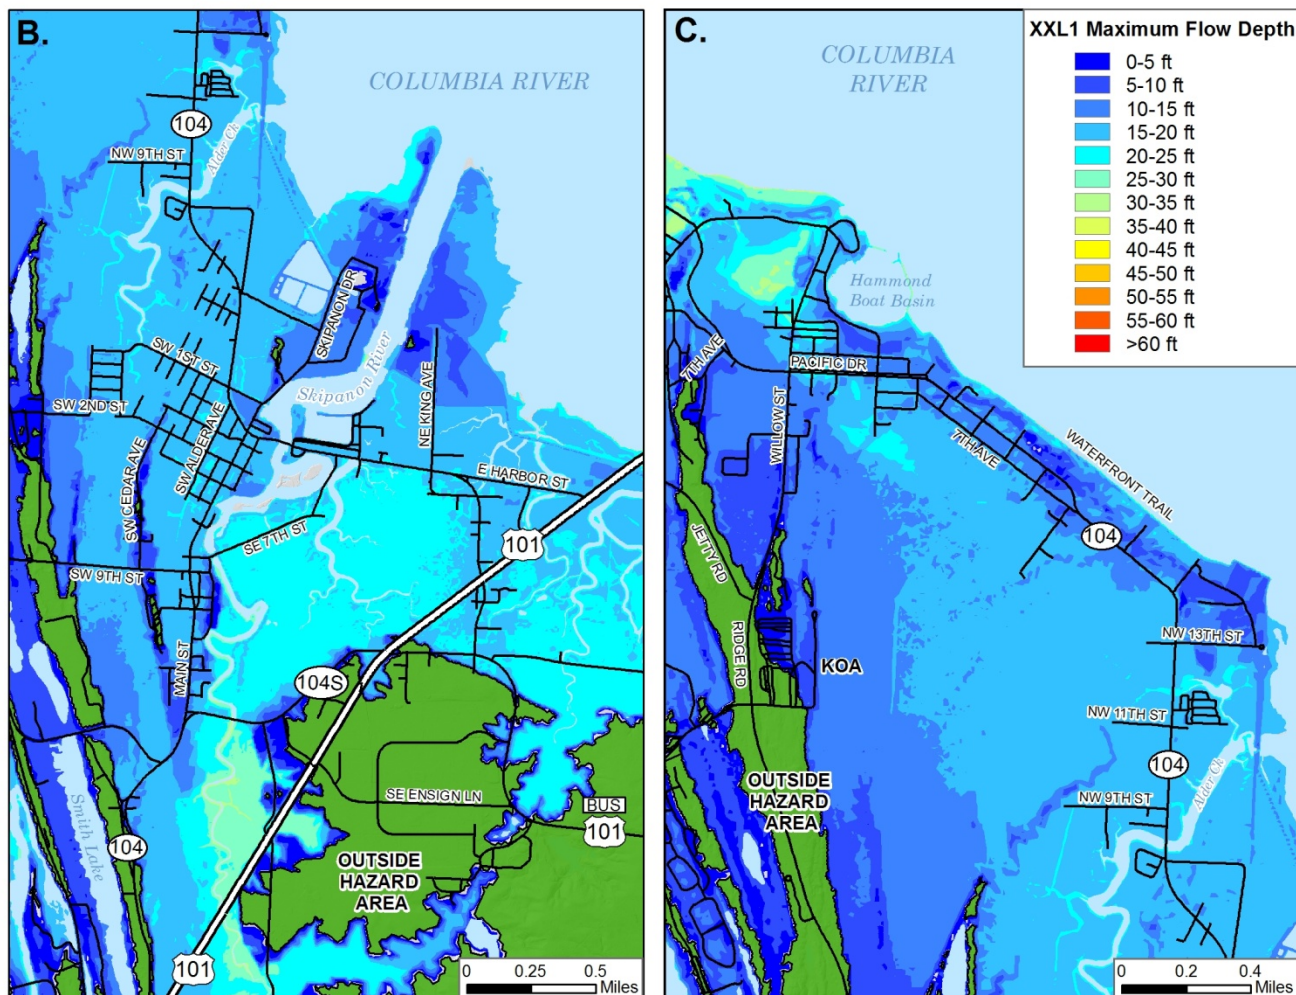 B.
COLUMBIA RIVER
104
NW 9TH ST
Alder Ck
SKIPANON DR
Skipanon River
SW 1ST ST
SW 2ND ST
SW ALDER AVE
SW CEDAR AVE
NE KING AVE
E HARBOR ST
101
SE 7TH ST
SW 9TH ST
MAIN ST
104S
SE ENSIGN LN
BUS
101
Smith Lake
104
OUTSIDE
HAZARD
AREA
101
0 0.25 0.5
Miles
C.
COLUMBIA
RIVER
XXL1 Maximum Flow Depth
0-5 ft
5-10 ft
10-15 ft
15-20 ft
20-25 ft
25-30 ft
30-35 ft
35-40 ft
40-45 ft
45-50 ft
50-55 ft
55-60 ft
>60 ft
Hammond
Boat Basin
7TH AVE
PACIFIC DR
WILLOW ST
7TH AVE
WATERFRONT TRAIL
104
JETTY RD
RIDGE RD
KOA
NW 13TH ST
NW 11TH ST
104
Alder Ck
NW 9TH ST
OUTSIDE
HAZARD
AREA
0 0.2 0.4
Miles